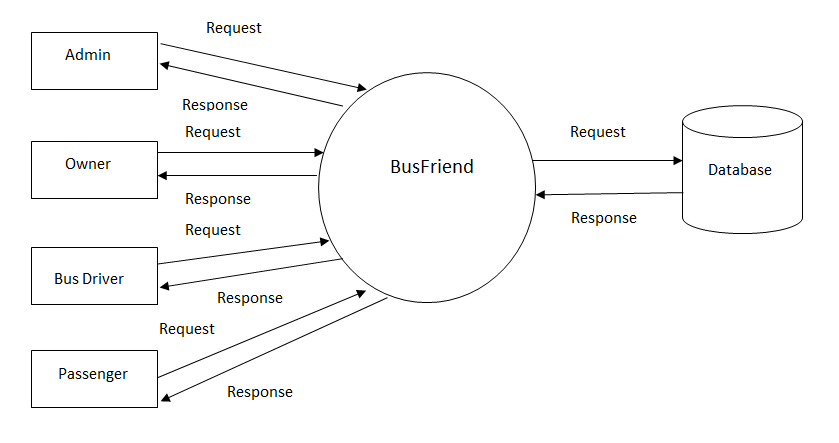 Request
Admin
Response
Request
Owner
BusFriend
Request
Database
Response
Response
Request
Bus Driver
Response
Request
Passenger
Response